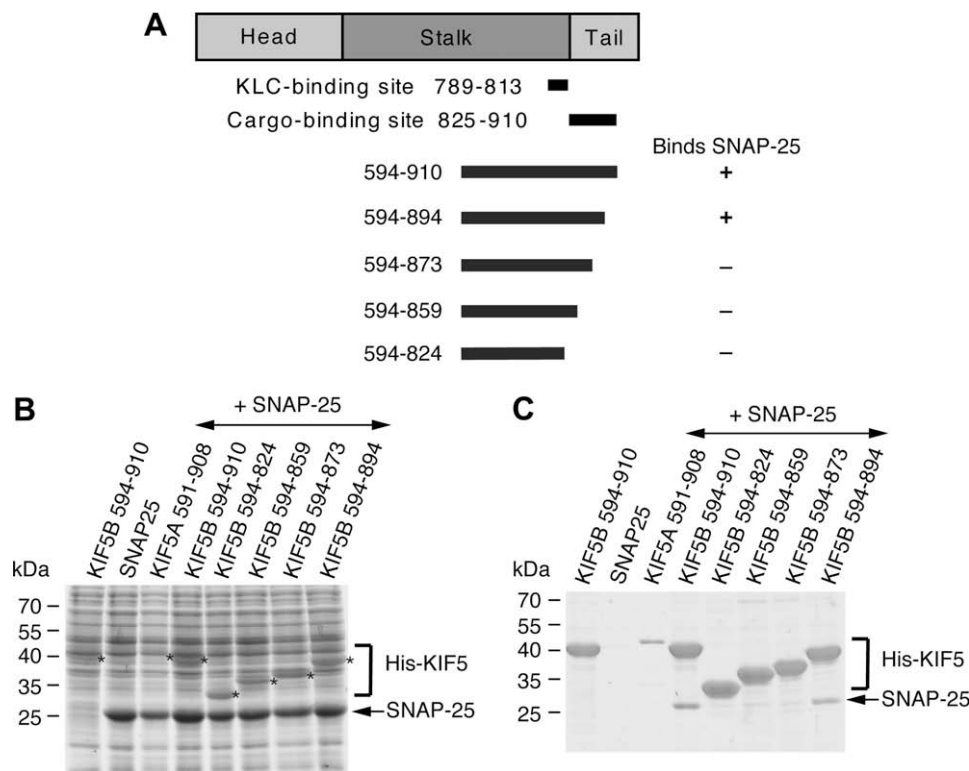 A
Head Stalk Tail
KLC-binding site 789-813
Cargo-binding site 825-910
Binds SNAP-25
594-910 +
594-894 +
594-873 –
594-859 –
594-824 –
B
+ SNAP-25
KIF5B 594-910
SNAP25
KIF5A 591-908
KIF5B 594-910
KIF5B 594-824
KIF5B 594-859
KIF5B 594-873
KIF5B 594-894
kDa
70
55
40
35
25
* * * * * * * *
His-KIF5
SNAP-25
C
+ SNAP-25
KIF5B 594-910
SNAP25
KIF5A 591-908
KIF5B 594-910
KIF5B 594-824
KIF5B 594-859
KIF5B 594-873
KIF5B 594-894
kDa
70
55
40
35
25
His-KIF5
SNAP-25